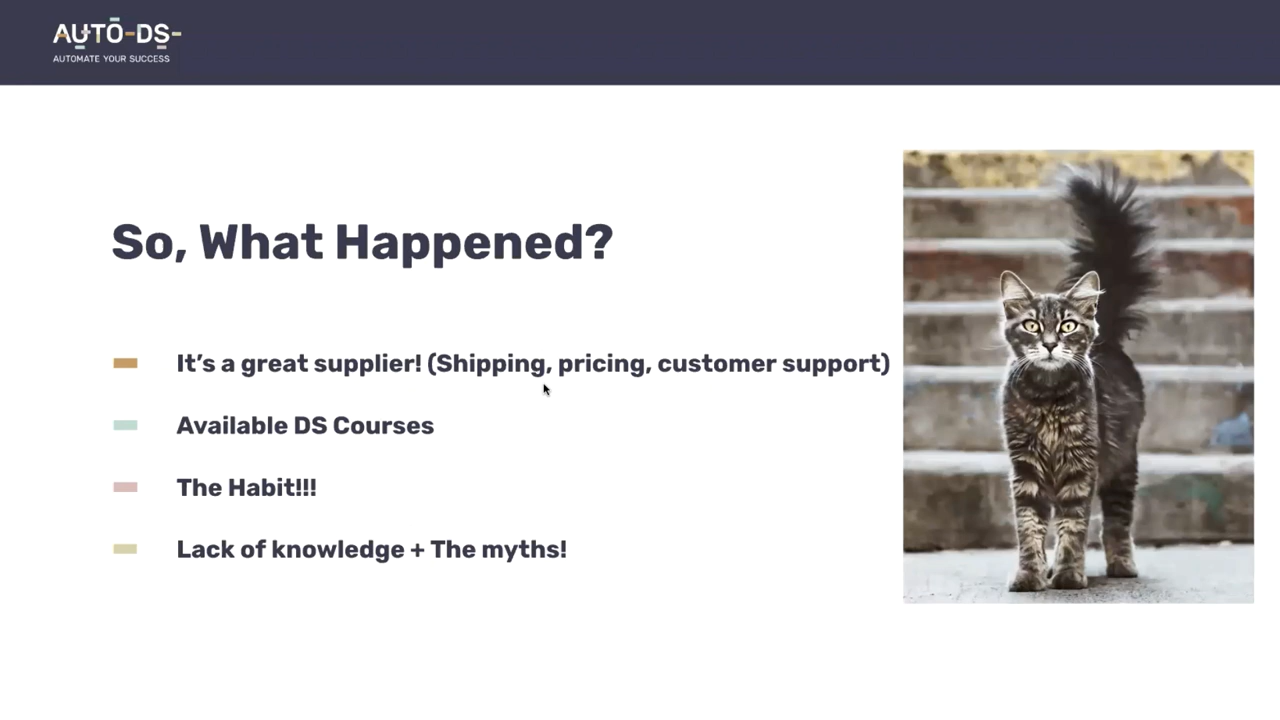 AUTO-DS-
AUTOMATE YOUR SUCCESS
So, What Happened?
It's a great supplier! (Shipping, pricing, customer support)
Available DS Courses
The Habit!!!
Lack of knowledge + The myths!